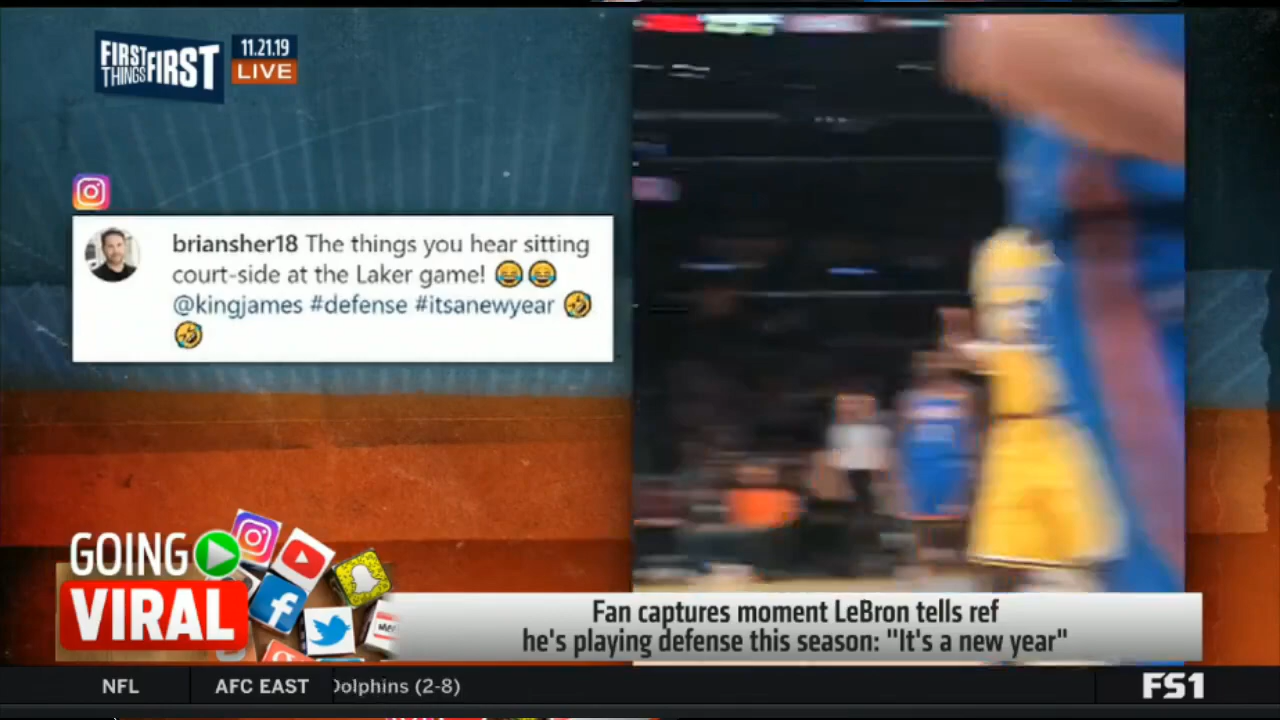 FIRST THINGS FIRST
11.21.19
LIVE
briansher18 The things you hear sitting
court-side at the Laker game! 😂😂
@kingjames #defense #itsanewyear 🤣
🤣
GOING
VIRAL
Fan captures moment LeBron tells ref
he's playing defense this season: "It's a new year"
NFL
AFC EAST
Dolphins (2-8)
FS1